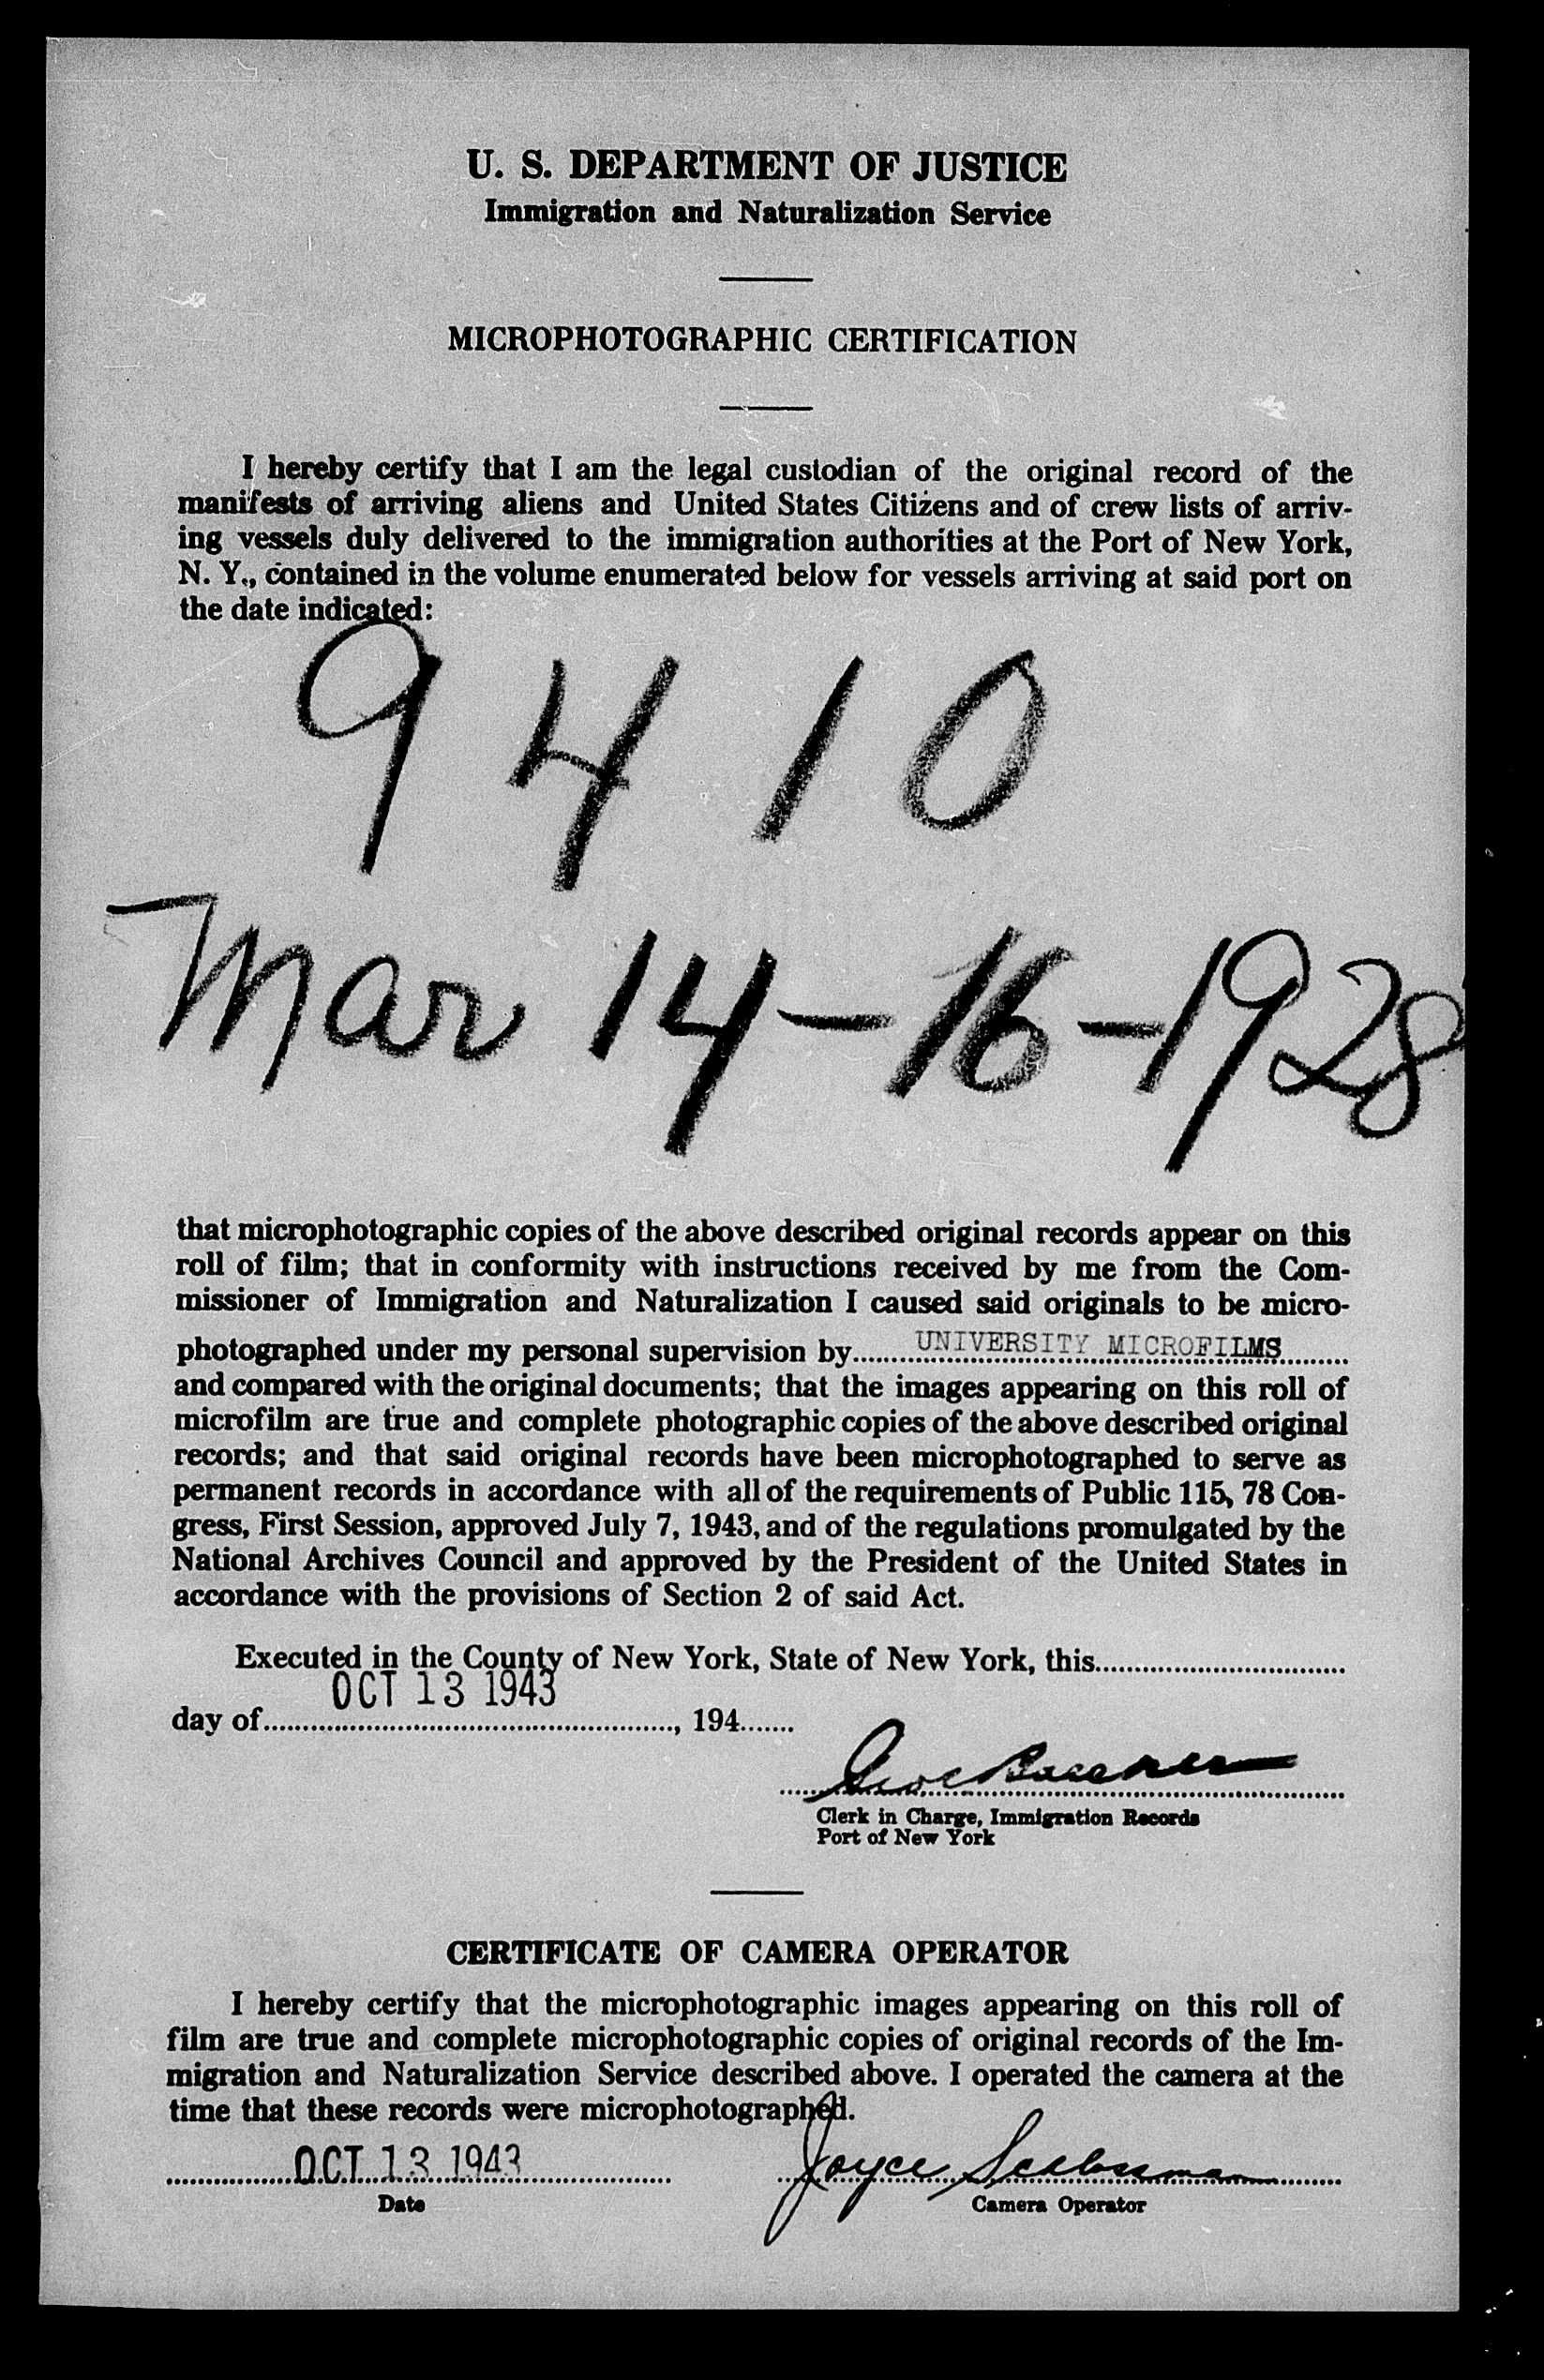 U. S. DEPARTMENT OF JUSTICE
Immigration and Naturalization Service
MICROPHOTOGRAPHIC CERTIFICATION
I hereby certify that I am the legal custodian of the original record of the
manifests of arriving aliens and United States Citizens and of crew lists of arriv-
ing vessels duly delivered to the immigration authorities at the Port of New York,
N. Y., contained in the volume enumerated below for vessels arriving at said port on
the date indicated:
9410
Mar 14-16-1928
that microphotographic copies of the above described original records appear on this
roll of film; that in conformity with instructions received by me from the Com-
missioner of Immigration and Naturalization I caused said originals to be micro-
photographed under my personal supervision by UNIVERSITY MICROFILMS
and compared with the original documents; that the images appearing on this roll of
microfilm are true and complete photographic copies of the above described original
records; and that said original records have been microphotographed to serve as
permanent records in accordance with all of the requirements of Public 115, 78 Con-
gress, First Session, approved July 7, 1943, and of the regulations promulgated by the
National Archives Council and approved by the President of the United States in
accordance with the provisions of Section 2 of said Act.
Executed in the County of New York, State of New York, this
OCT 13 1943
day of, 194
Clerk in Charge, Immigration Records
Port of New York
CERTIFICATE OF CAMERA OPERATOR
I hereby certify that the microphotographic images appearing on this roll of
film are true and complete microphotographic copies of original records of the Im-
migration and Naturalization Service described above. I operated the camera at the
time that these records were microphotographed.
OCT 13 1943 Joyce
Date Camera Operator